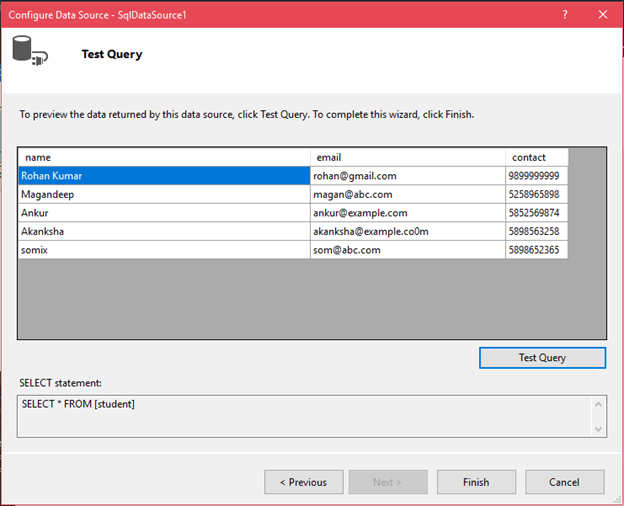 Configure Data Source - SqlDataSource1 ? ×
Test Query
To preview the data returned by this data source, click Test Query. To complete this wizard, click Finish.
name email contact
Rohan Kumar rohan@gmail.com 9899999999
Magandeep magan@abc.com 5258965898
Ankur ankur@example.com 5852569874
Akanksha akanksha@example.co0m 5898563258
somix som@abc.com 5898652365
Test Query
SELECT statement:
SELECT * FROM [student]
< Previous Next > Finish Cancel